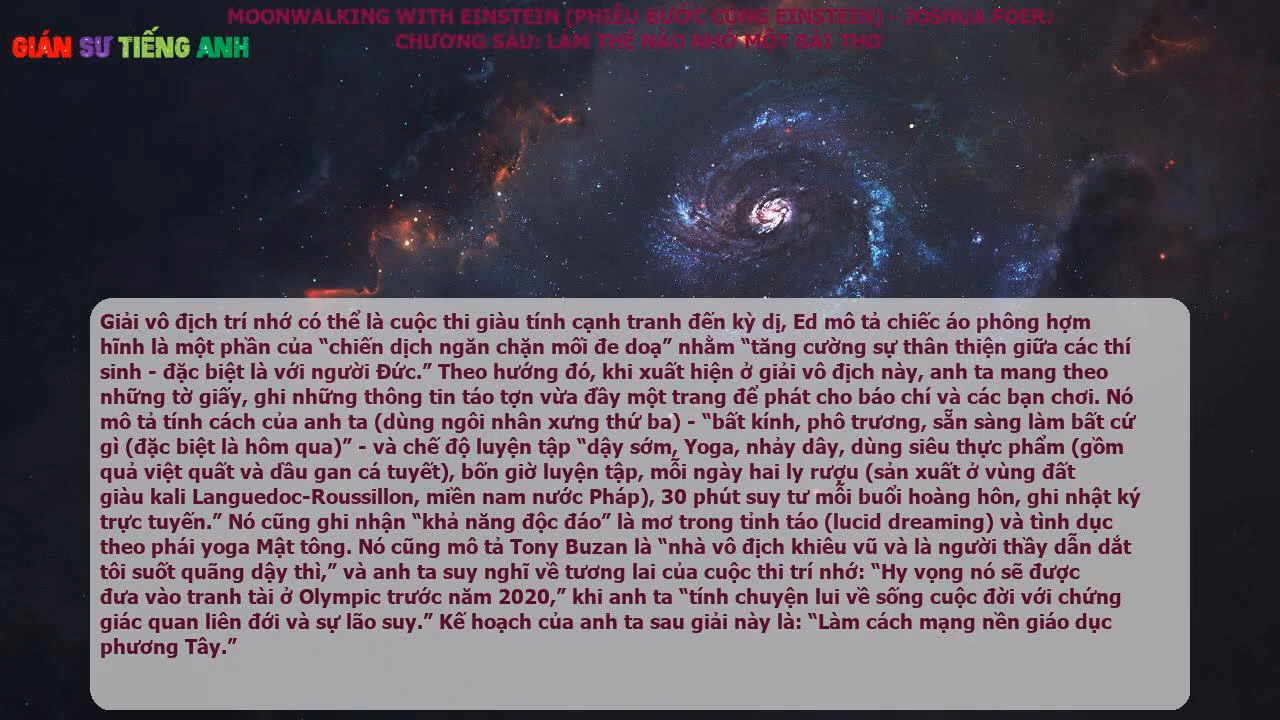 MOONWALKING WITH EINSTEIN (PHIÊU BƯỚC CÙNG EINSTEIN) - JOSHUA FOER.
CHƯƠNG SÁU: LÀM THẾ NÀO NHỚ MỘT BÀI THƠ
GIÁN SƯ TIẾNG ANH
Giải vô địch trí nhớ có thể là cuộc thi giàu tính cạnh tranh đến kỳ dị, Ed mô tả chiếc áo phông hợm
hĩnh là một phần của “chiến dịch ngăn chặn mối đe doạ” nhằm “tăng cường sự thân thiện giữa các thí
sinh - đặc biệt là với người Đức.” Theo hướng đó, khi xuất hiện ở giải vô địch này, anh ta mang theo
những tờ giấy, ghi những thông tin táo tợn vừa đầy một trang để phát cho báo chí và các bạn chơi. Nó
mô tả tính cách của anh ta (dùng ngôi nhân xưng thứ ba) - “bất kính, phô trương, sẵn sàng làm bất cứ
gì (đặc biệt là hôm qua)” - và chế độ luyện tập “dậy sớm, Yoga, nhảy dây, dùng siêu thực phẩm (gồm
quả việt quất và dầu gan cá tuyết), bốn giờ luyện tập, mỗi ngày hai ly rượu (sản xuất ở vùng đất
giàu kali Languedoc-Roussillon, miền nam nước Pháp), 30 phút suy tư mỗi buổi hoàng hôn, ghi nhật ký
trực tuyến.” Nó cũng ghi nhận “khả năng độc đáo” là mơ trong tỉnh táo (lucid dreaming) và tình dục
theo phái yoga Mật tông. Nó cũng mô tả Tony Buzan là “nhà vô địch khiêu vũ và là người thầy dẫn dắt
tôi suốt quãng dậy thì,” và anh ta suy nghĩ về tương lai của cuộc thi trí nhớ: “Hy vọng nó sẽ được
đưa vào tranh tài ở Olympic trước năm 2020,” khi anh ta “tính chuyện lui về sống cuộc đời với chứng
giác quan liên đới và sự lão suy.” Kế hoạch của anh ta sau giải này là: “Làm cách mạng nền giáo dục
phương Tây.”